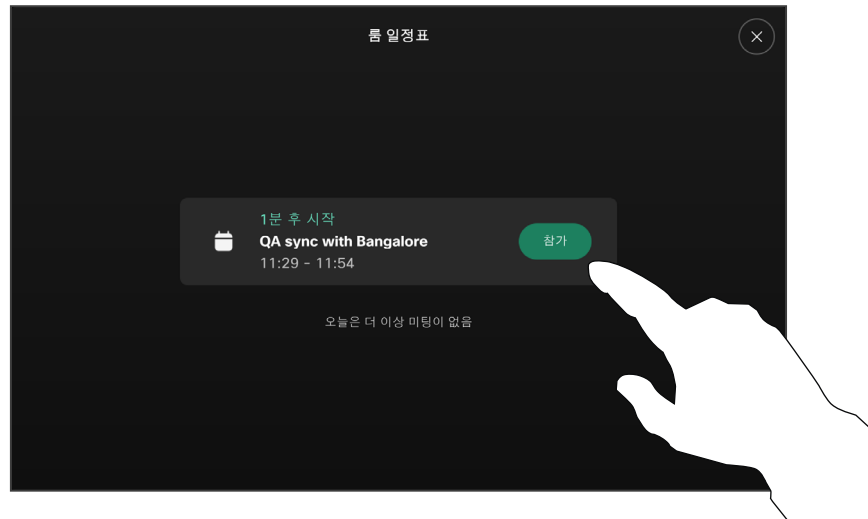 룸 일정표
1분 후 시작
QA sync with Bangalore
11:29 - 11:54
참가
오늘은 더 이상 미팅이 없음